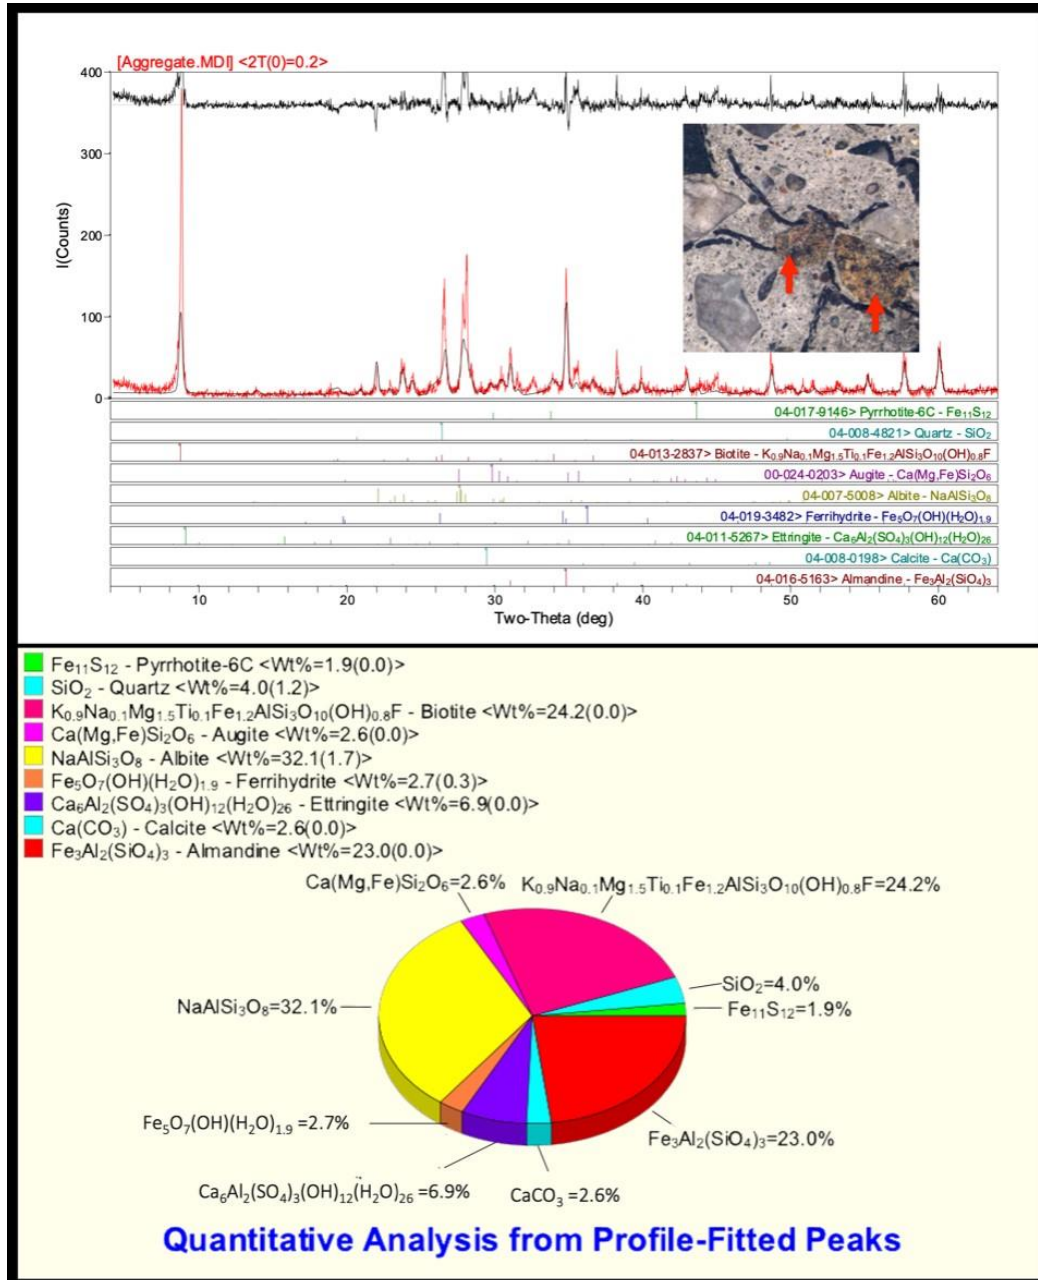 [Aggregate.MDI] <2T(0)=0.2>
400
300
200
100
0
I(Counts)
04-017-9146> Pyrrhotite-6C - Fe₁₁S₁₂
04-008-4821> Quartz - SiO₂
04-013-2837> Biotite - K₀.₉Na₀.₁Mg₁.₅Ti₀.₁Fe₁.₂AlSi₃O₁₀(OH)₀.₈F
00-024-0203> Augite - Ca(Mg,Fe)Si₂O₆
04-007-5008> Albite - NaAlSi₃O₈
04-019-3482> Ferrihydrite - Fe₅O₇(OH)(H₂O)₁.₉
04-011-5267> Ettringite - Ca₆Al₂(SO₄)₃(OH)₁₂(H₂O)₂₆
04-008-0198> Calcite - Ca(CO₃)
04-016-5163> Almandine - Fe₃Al₂(SiO₄)₃
10 20 30 40 50 60
Two-Theta (deg)
Fe₁₁S₁₂ - Pyrrhotite-6C <Wt%=1.9(0.0)>
SiO₂ - Quartz <Wt%=4.0(1.2)>
K₀.₉Na₀.₁Mg₁.₅Ti₀.₁Fe₁.₂AlSi₃O₁₀(OH)₀.₈F - Biotite <Wt%=24.2(0.0)>
Ca(Mg,Fe)Si₂O₆ - Augite <Wt%=2.6(0.0)>
NaAlSi₃O₈ - Albite <Wt%=32.1(1.7)>
Fe₅O₇(OH)(H₂O)₁.₉ - Ferrihydrite <Wt%=2.7(0.3)>
Ca₆Al₂(SO₄)₃(OH)₁₂(H₂O)₂₆ - Ettringite <Wt%=6.9(0.0)>
Ca(CO₃) - Calcite <Wt%=2.6(0.0)>
Fe₃Al₂(SiO₄)₃ - Almandine <Wt%=23.0(0.0)>
Ca(Mg,Fe)Si₂O₆=2.6%
K₀.₉Na₀.₁Mg₁.₅Ti₀.₁Fe₁.₂AlSi₃O₁₀(OH)₀.₈F=24.2%
SiO₂=4.0%
NaAlSi₃O₈=32.1%
Fe₁₁S₁₂=1.9%
Fe₅O₇(OH)(H₂O)₁.₉ =2.7%
Fe₃Al₂(SiO₄)₃=23.0%
Ca₆Al₂(SO₄)₃(OH)₁₂(H₂O)₂₆ =6.9%
CaCO₃ =2.6%
Quantitative Analysis from Profile-Fitted Peaks